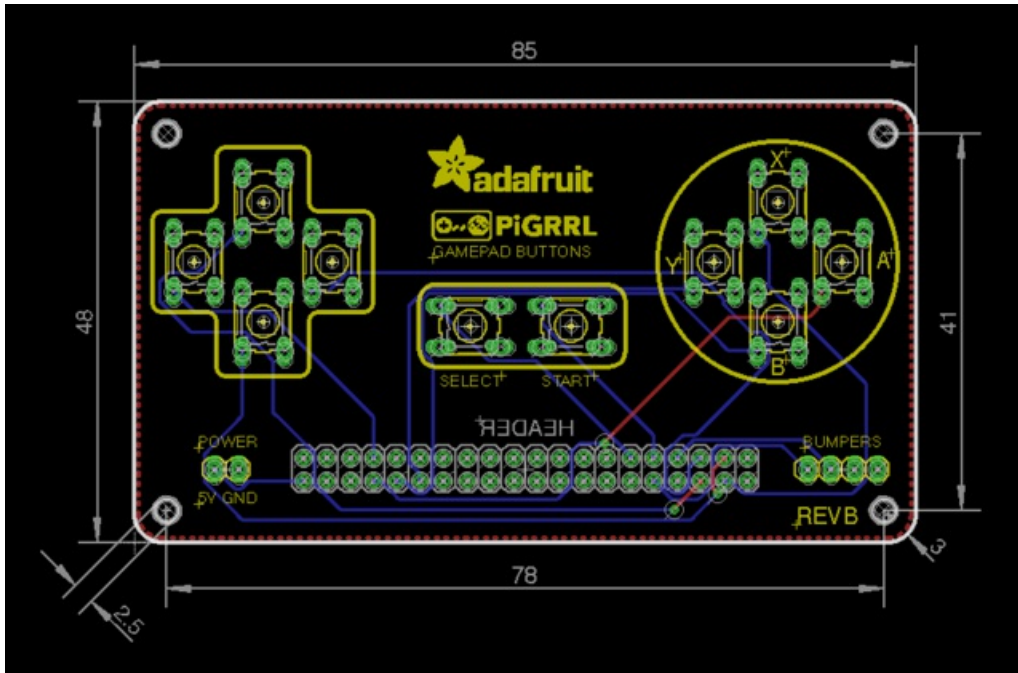 85
adafruit
PiGRRL
GAMEPAD BUTTONS
X
Y
A
B
48
41
SELECT
START
HEADER
POWER
BUMPERS
5V GND
REVB
3
78
2.5